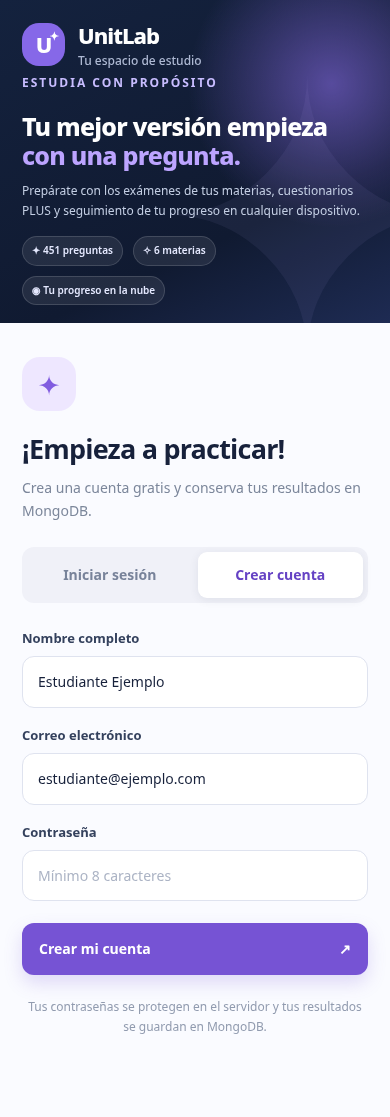 U
UnitLab
Tu espacio de estudio
ESTUDIA CON PROPÓSITO
Tu mejor versión empieza
con una pregunta.
Prepárate con los exámenes de tus materias, cuestionarios
PLUS y seguimiento de tu progreso en cualquier dispositivo.
✦ 451 preguntas
✧ 6 materias
◉ Tu progreso en la nube
¡Empieza a practicar!
Crea una cuenta gratis y conserva tus resultados en
MongoDB.
Iniciar sesión
Crear cuenta
Nombre completo
Estudiante Ejemplo
Correo electrónico
estudiante@ejemplo.com
Contraseña
Mínimo 8 caracteres
Crear mi cuenta ↗
Tus contraseñas se protegen en el servidor y tus resultados
se guardan en MongoDB.